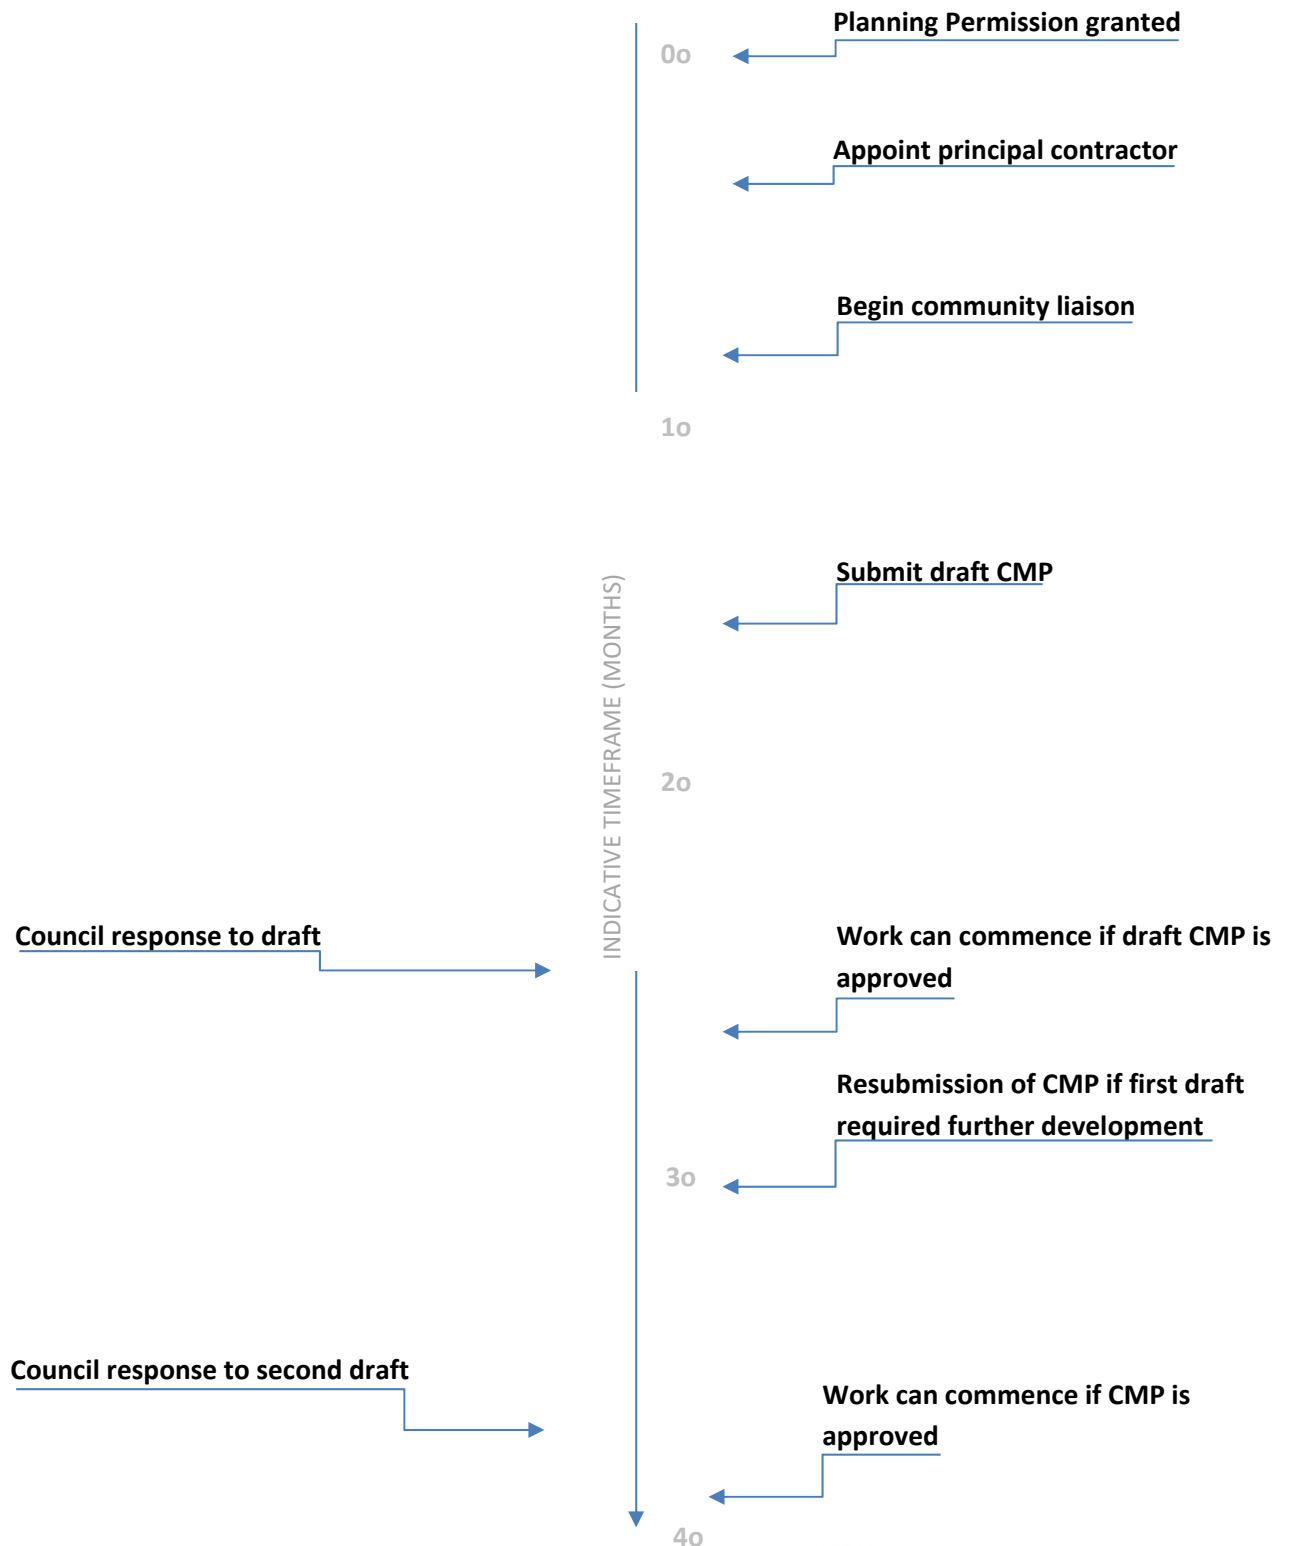 Planning Permission granted
0o
Appoint principal contractor
Begin community liaison
1o
Submit draft CMP
INDICATIVE TIMEFRAME (MONTHS)
2o
Council response to draft
Work can commence if draft CMP is
approved
Resubmission of CMP if first draft
required further development
3o
Council response to second draft
Work can commence if CMP is
approved
4o